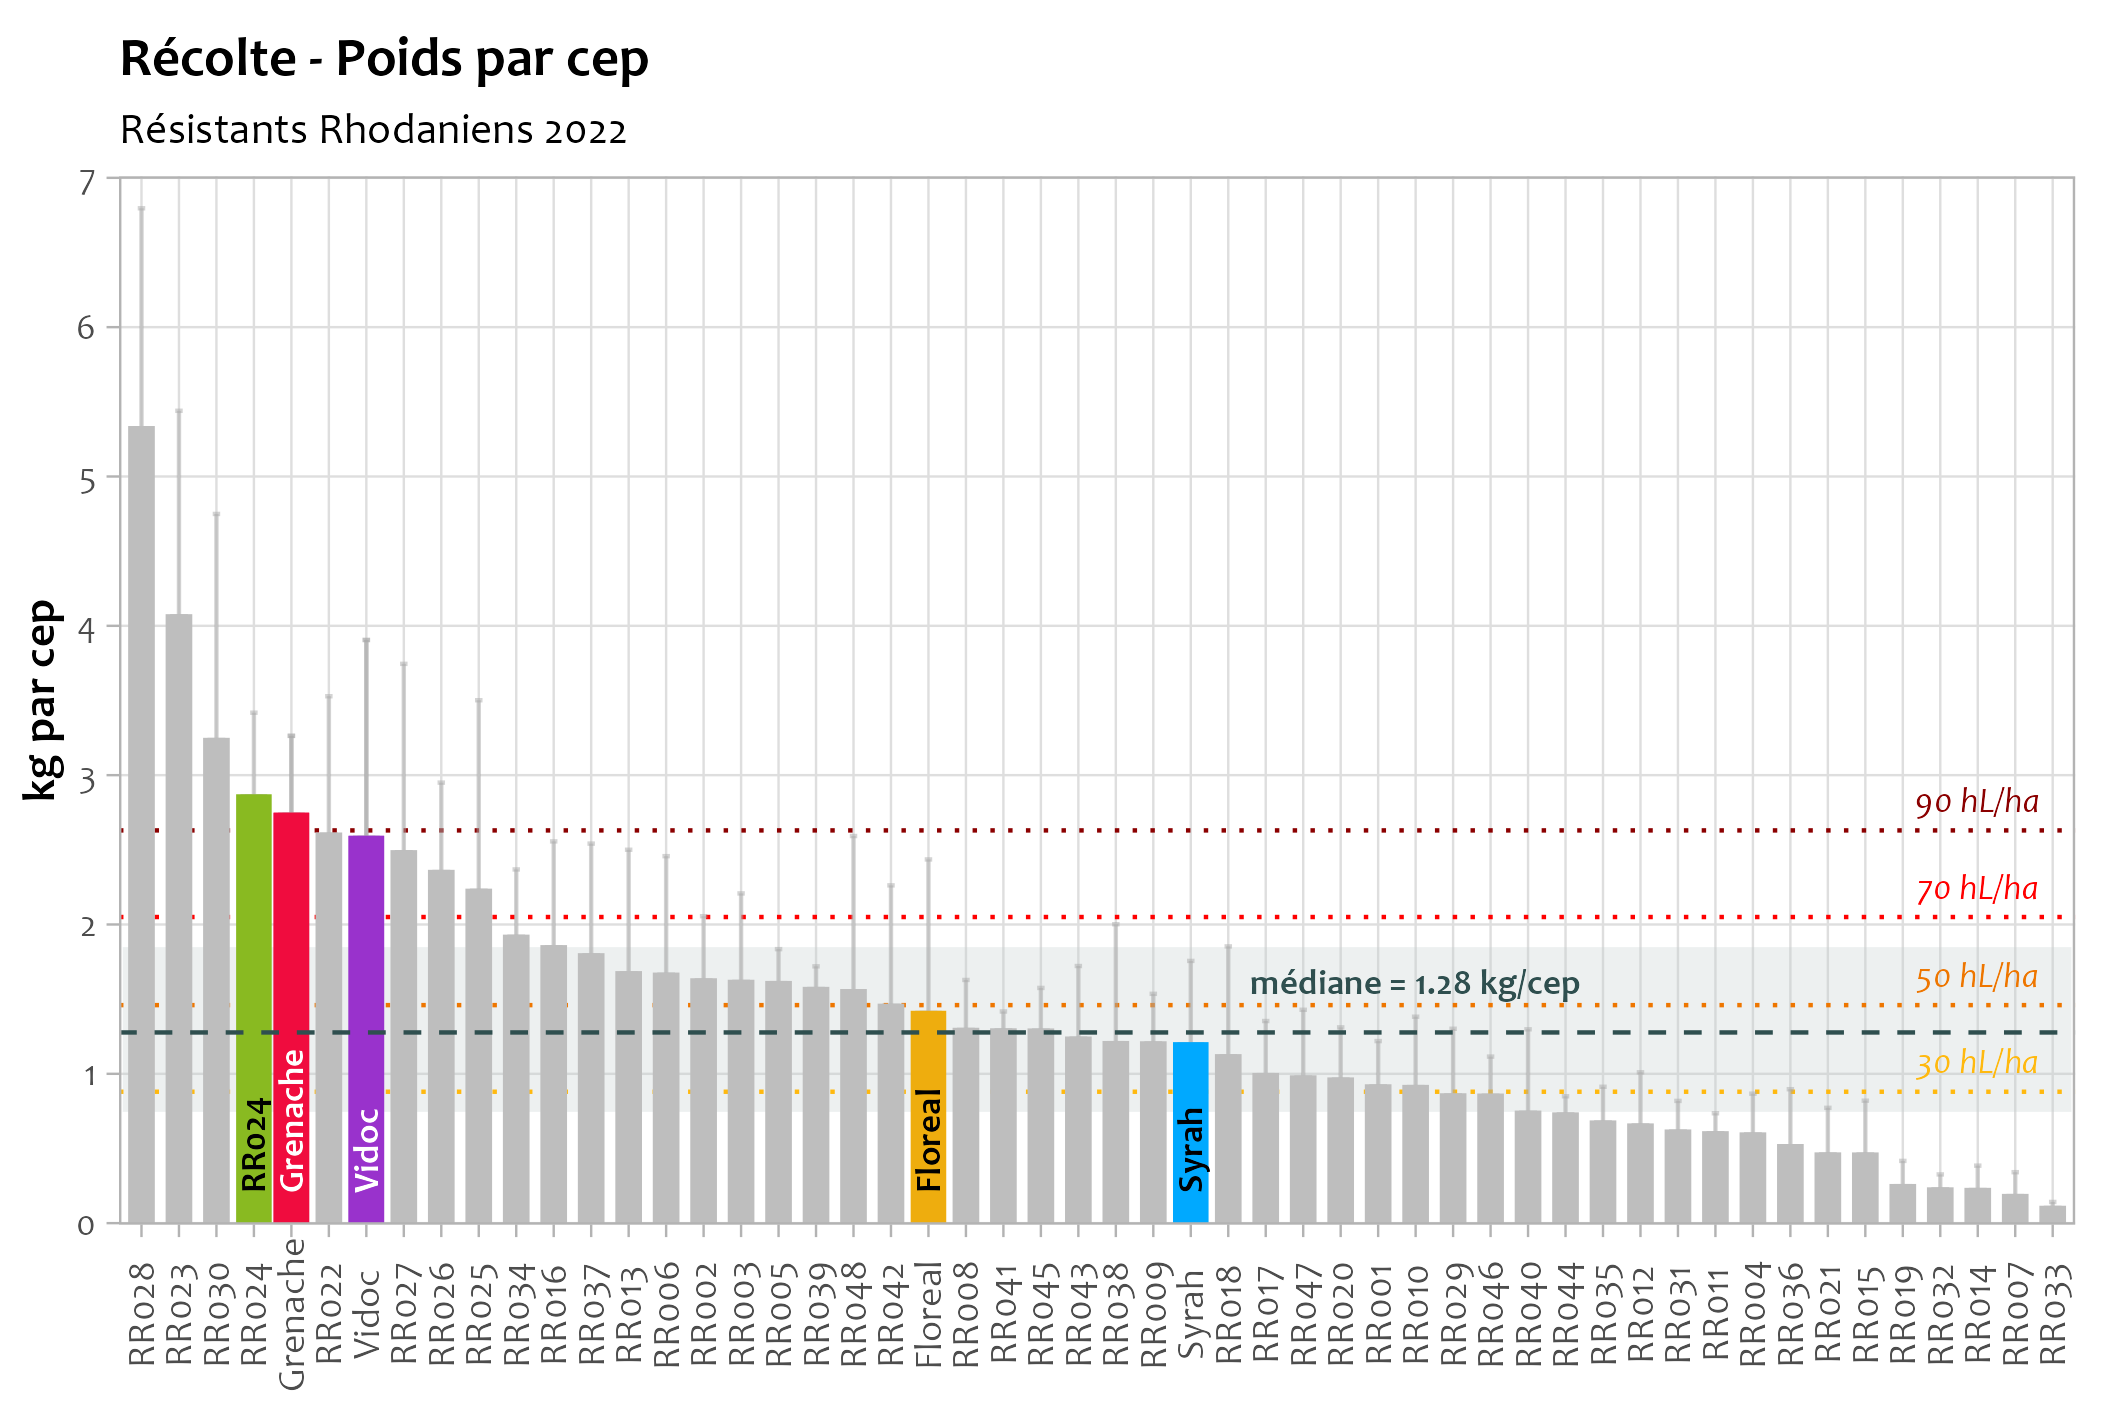 Récolte - Poids par cep
Résistants Rhodaniens 2022
kg par cep
7
6
5
4
3
2
1
0
90 hL/ha
70 hL/ha
50 hL/ha
30 hL/ha
médiane = 1.28 kg/cep
RR024
Grenache
Vidoc
Floreal
Syrah
RR028
RR023
RR030
RR024
Grenache
RR022
Vidoc
RR027
RR026
RR025
RR034
RR016
RR037
RR013
RR006
RR002
RR003
RR005
RR039
RR048
RR042
Floreal
RR008
RR041
RR045
RR043
RR038
RR009
Syrah
RR018
RR017
RR047
RR020
RR001
RR010
RR029
RR046
RR040
RR044
RR035
RR012
RR031
RR011
RR004
RR036
RR021
RR015
RR019
RR032
RR014
RR007
RR033